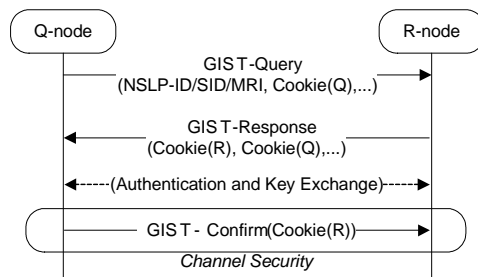 Q-node
R-node
GIST-Query
(NSLP-ID/SID/MRI, Cookie(Q),...)
GIST-Response
(Cookie(R), Cookie(Q),...)
(Authentication and Key Exchange)
GIST- Confirm(Cookie(R))
Channel Security